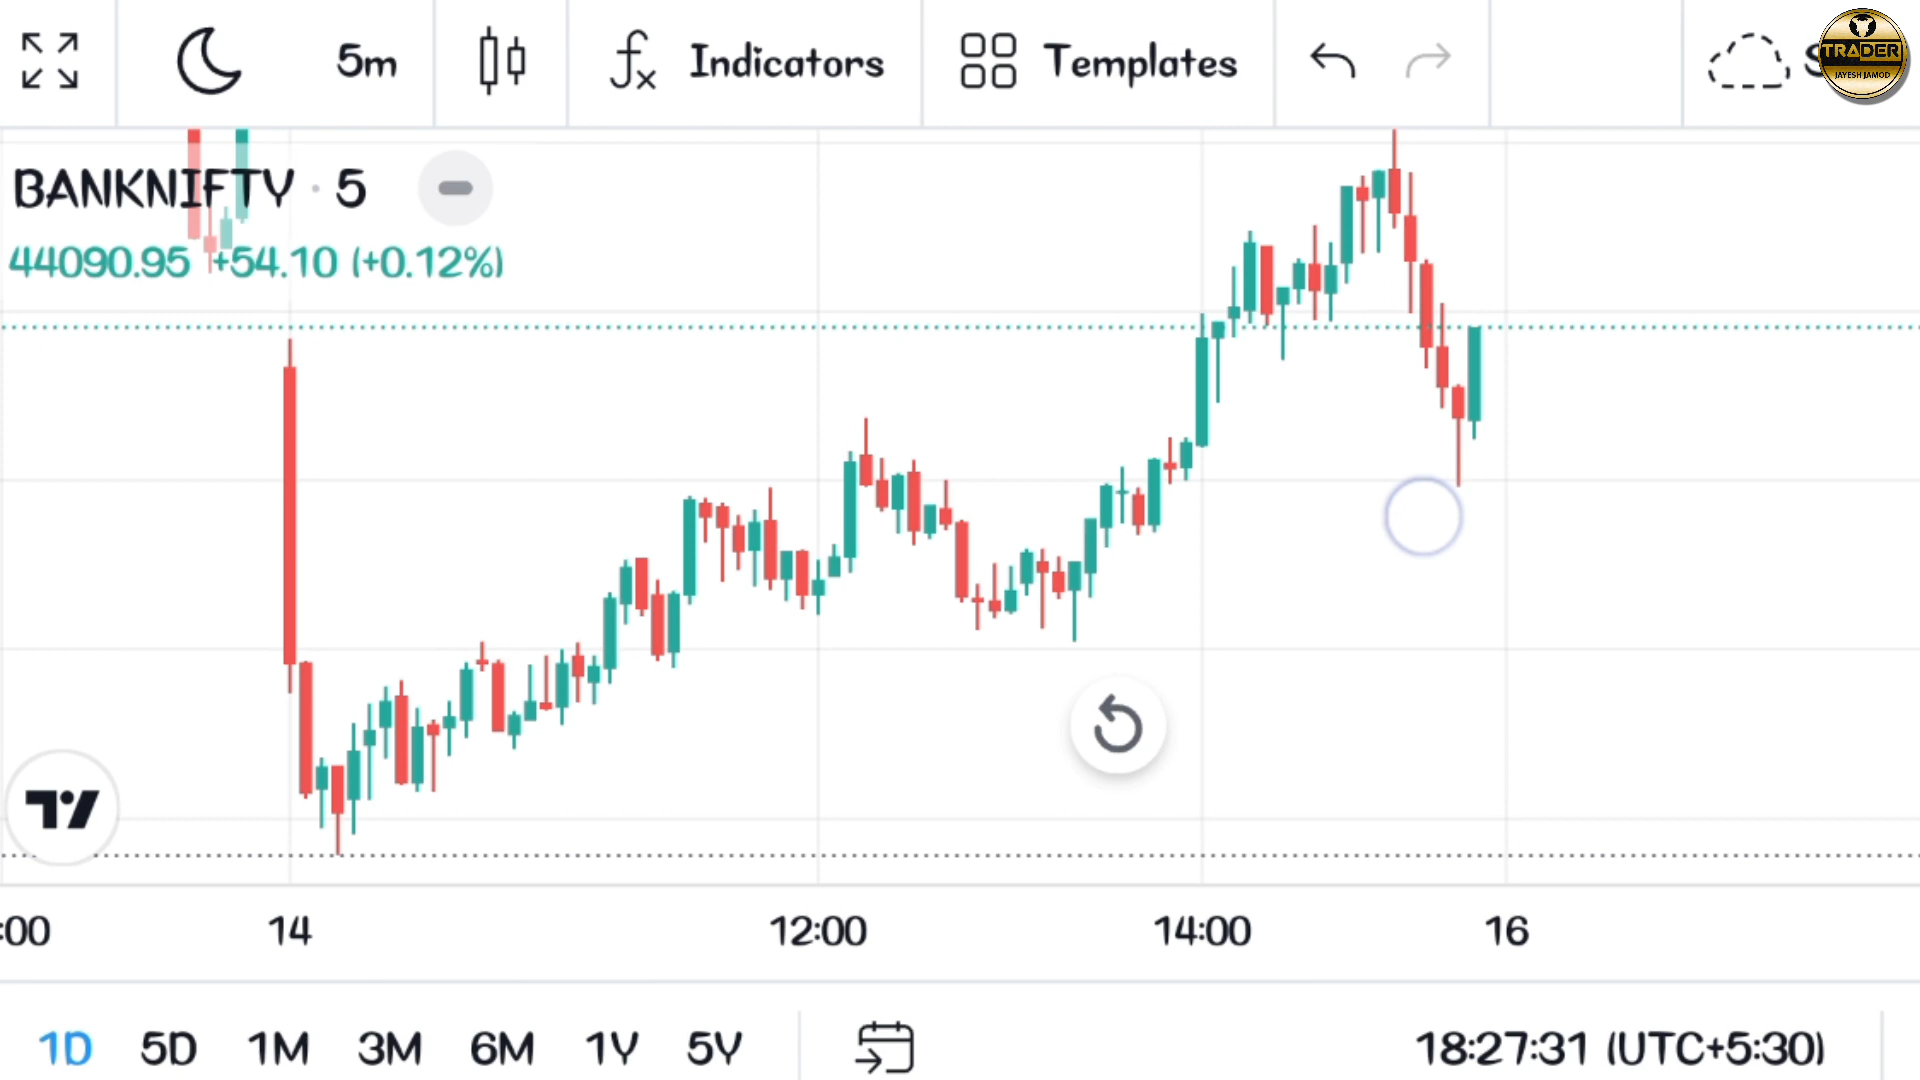 5m
Indicators
Templates
S
TRADER
JAYESH JAMOD
BANKNIFTY · 5
44090.95 +54.10 (+0.12%)
:00 14 12:00 14:00 16
1D 5D 1M 3M 6M 1Y 5Y
18:27:31 (UTC+5:30)